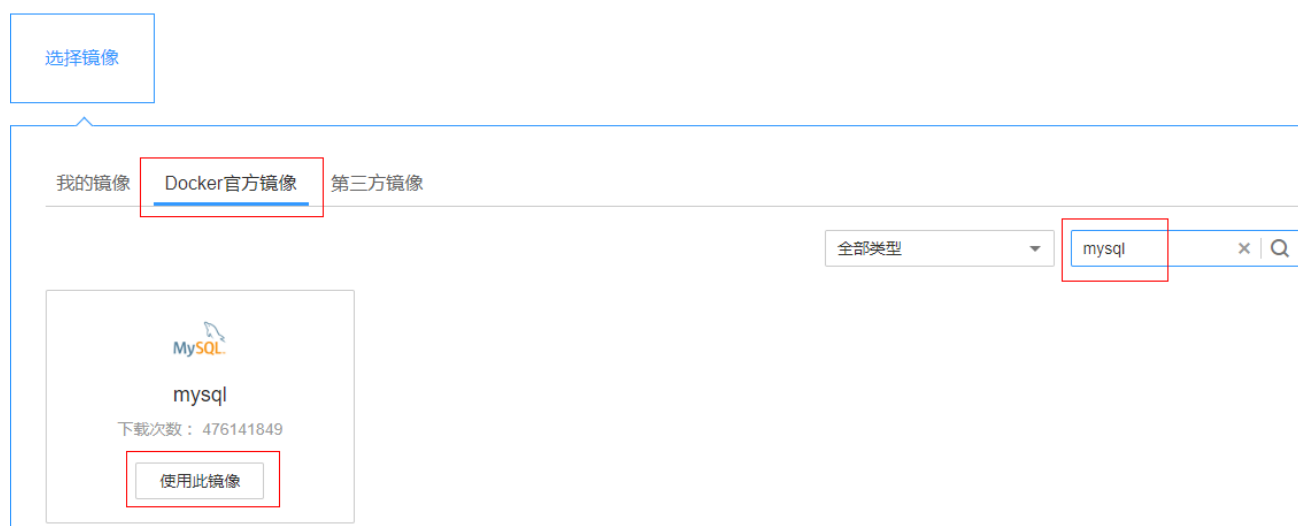 选择镜像
我的镜像 Docker官方镜像 第三方镜像
全部类型 mysql
MySQL
mysql
下载次数： 476141849
使用此镜像